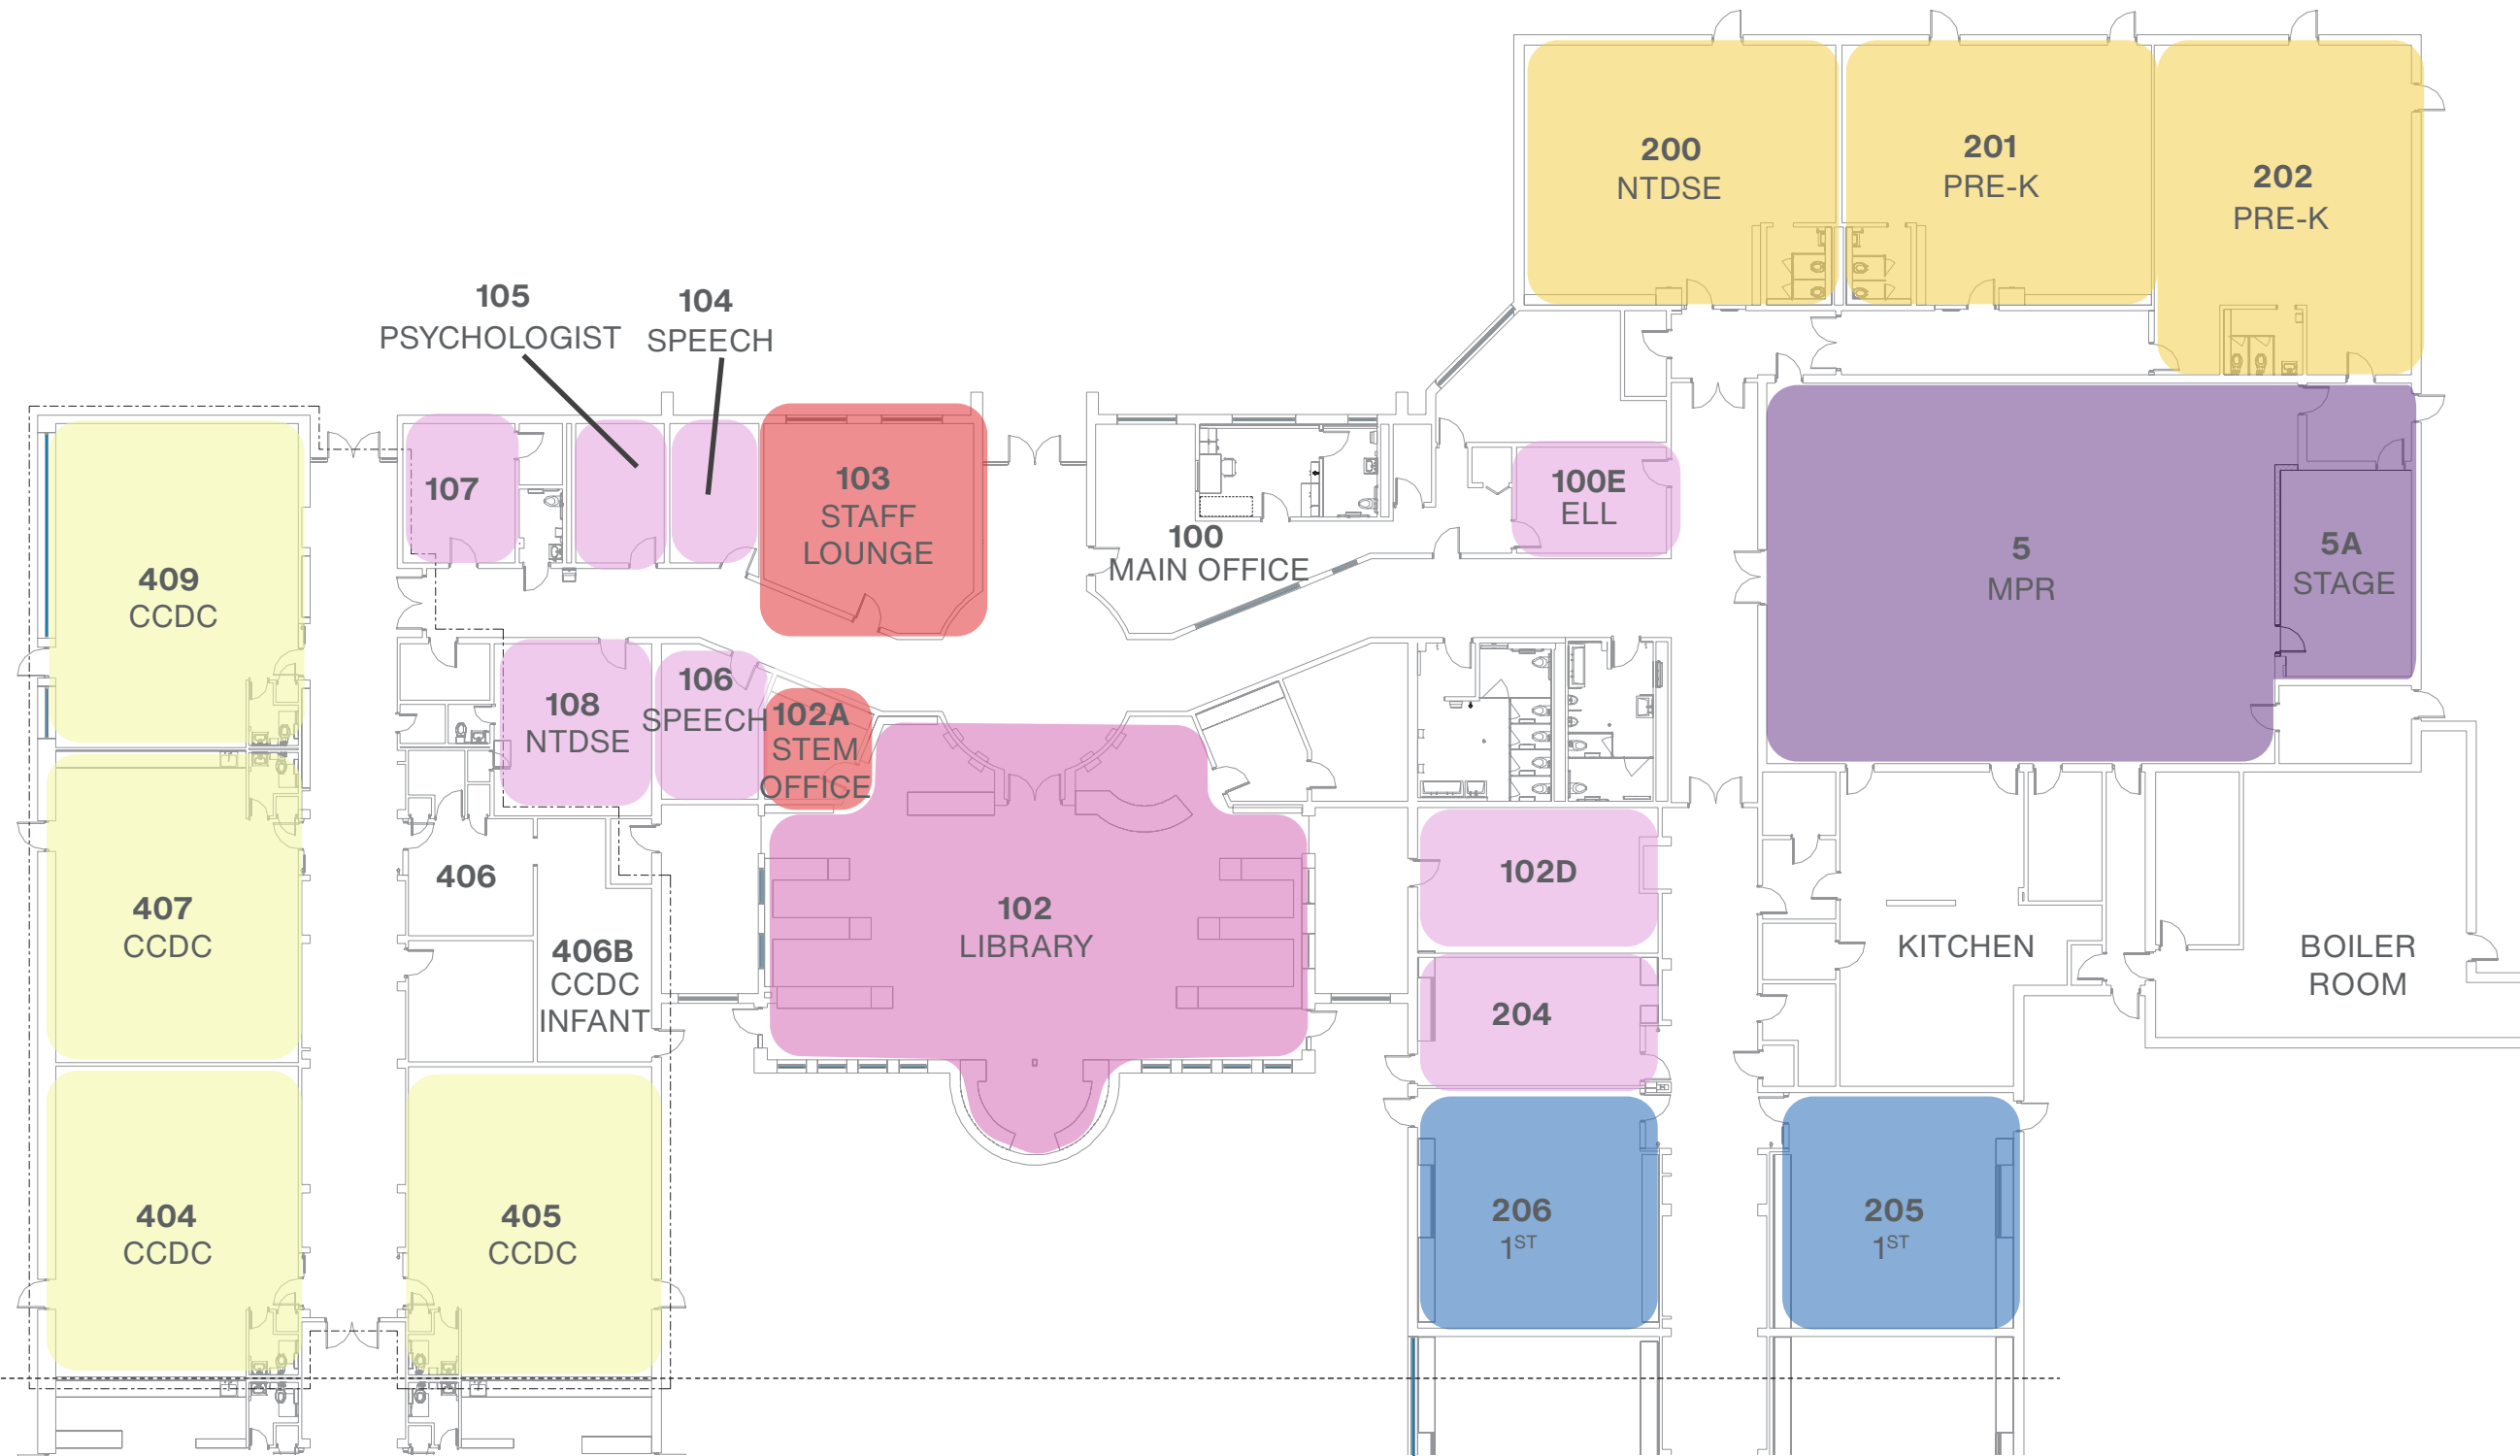 200
NTDSE
201
PRE-K
202
PRE-K
105
PSYCHOLOGIST
104
SPEECH
107
103
STAFF
LOUNGE
100
MAIN OFFICE
100E
ELL
5
MPR
5A
STAGE
409
CCDC
108
NTDSE
106
SPEECH
102A
STEM
OFFICE
407
CCDC
406
406B
CCDC
INFANT
102
LIBRARY
102D
204
KITCHEN
BOILER
ROOM
404
CCDC
405
CCDC
206
1ST
205
1ST